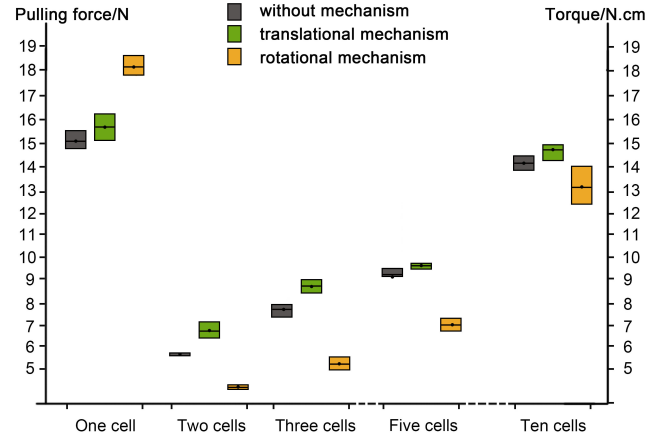 Pulling force/N
Torque/N.cm
without mechanism
translational mechanism
rotational mechanism
19 19
18 18
17 17
16 16
15 15
14 14
13 13
12 12
11 11
10 10
9 9
8 8
7 7
6 6
5 5
One cell Two cells Three cells Five cells Ten cells